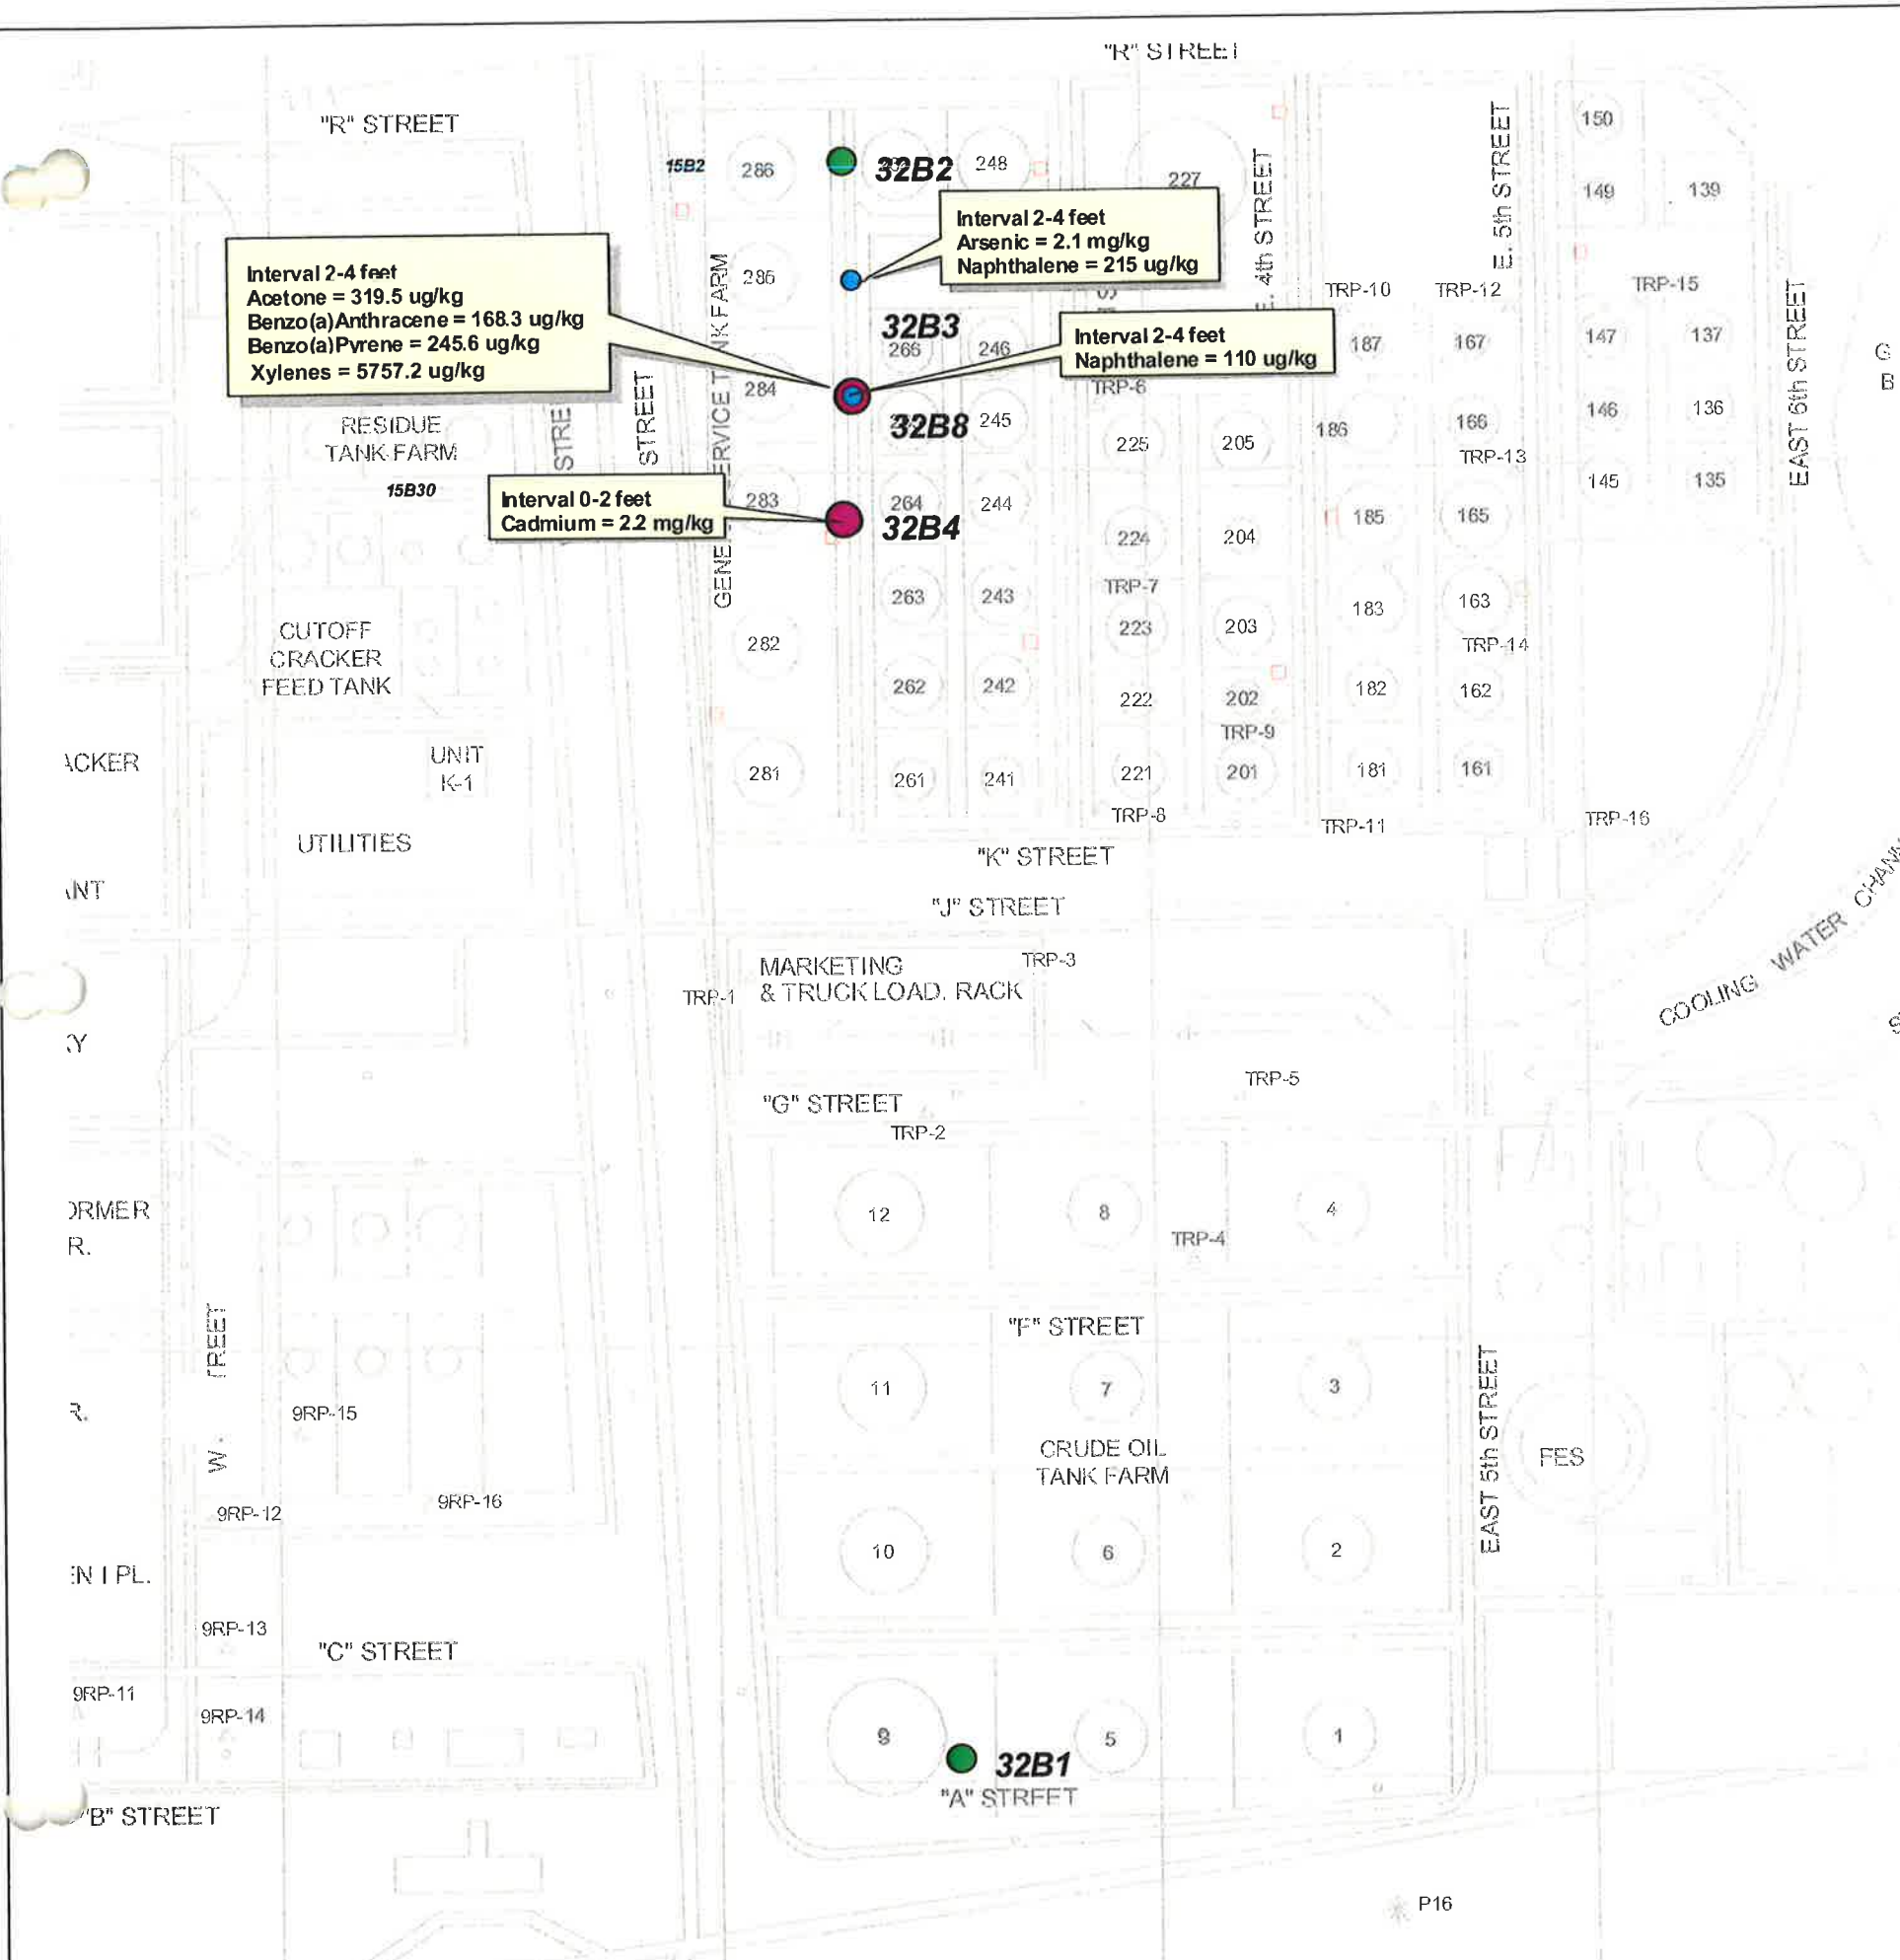 "R" STREET
"R" STREET
150
15B2
286
32B2
248
227
E. 4th STREET
E. 5th STREET
149
139
Interval 2-4 feet
Arsenic = 2.1 mg/kg
Naphthalene = 215 ug/kg
Interval 2-4 feet
Acetone = 319.5 ug/kg
Benzo(a)Anthracene = 168.3 ug/kg
Benzo(a)Pyrene = 245.6 ug/kg
Xylenes = 5757.2 ug/kg
286
TRP-10
TRP-12
TRP-15
EAST 6th STREET
32B3
266
246
Interval 2-4 feet
Naphthalene = 110 ug/kg
187
167
147
137
G
B
284
TRP-6
RESIDUE
TANK FARM
STREE
STREET
32B8
245
225
205
186
166
146
136
TRP-13
15B30
Interval 0-2 feet
Cadmium = 2.2 mg/kg
283
264
244
32B4
145
135
185
165
224
204
GENE
ERVICE T
NK FARM
263
243
TRP-7
183
163
CUTOFF
CRACKER
FEED TANK
282
223
203
TRP-14
262
242
222
202
182
162
TRP-9
ACKER
UNIT
K-1
281
261
241
221
201
181
161
TRP-8
TRP-11
TRP-16
UTILITIES
"K" STREET
ANT
"J" STREET
COOLING WATER CHANN
MARKETING
& TRUCK LOAD. RACK
TRP-3
TRP-1
S
Y
TRP-5
"G" STREET
TRP-2
ORMER
R.
12
8
4
TRP-4
"F" STREET
W.
TREET
11
7
3
EAST 5th STREET
R.
9RP-15
CRUDE OIL
TANK FARM
FES
9RP-12
9RP-16
10
6
2
EN I PL.
9RP-13
"C" STREET
9RP-11
9RP-14
9
5
1
32B1
"A" STREET
"B" STREET
P16